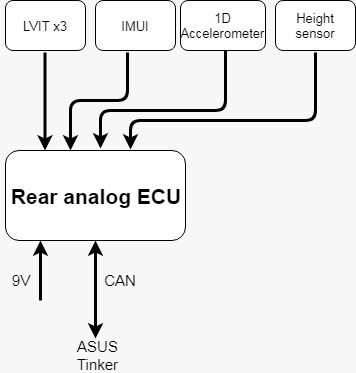 LVIT x3
IMUI
1D
Accelerometer
Height
sensor
Rear analog ECU
9V
CAN
ASUS
Tinker